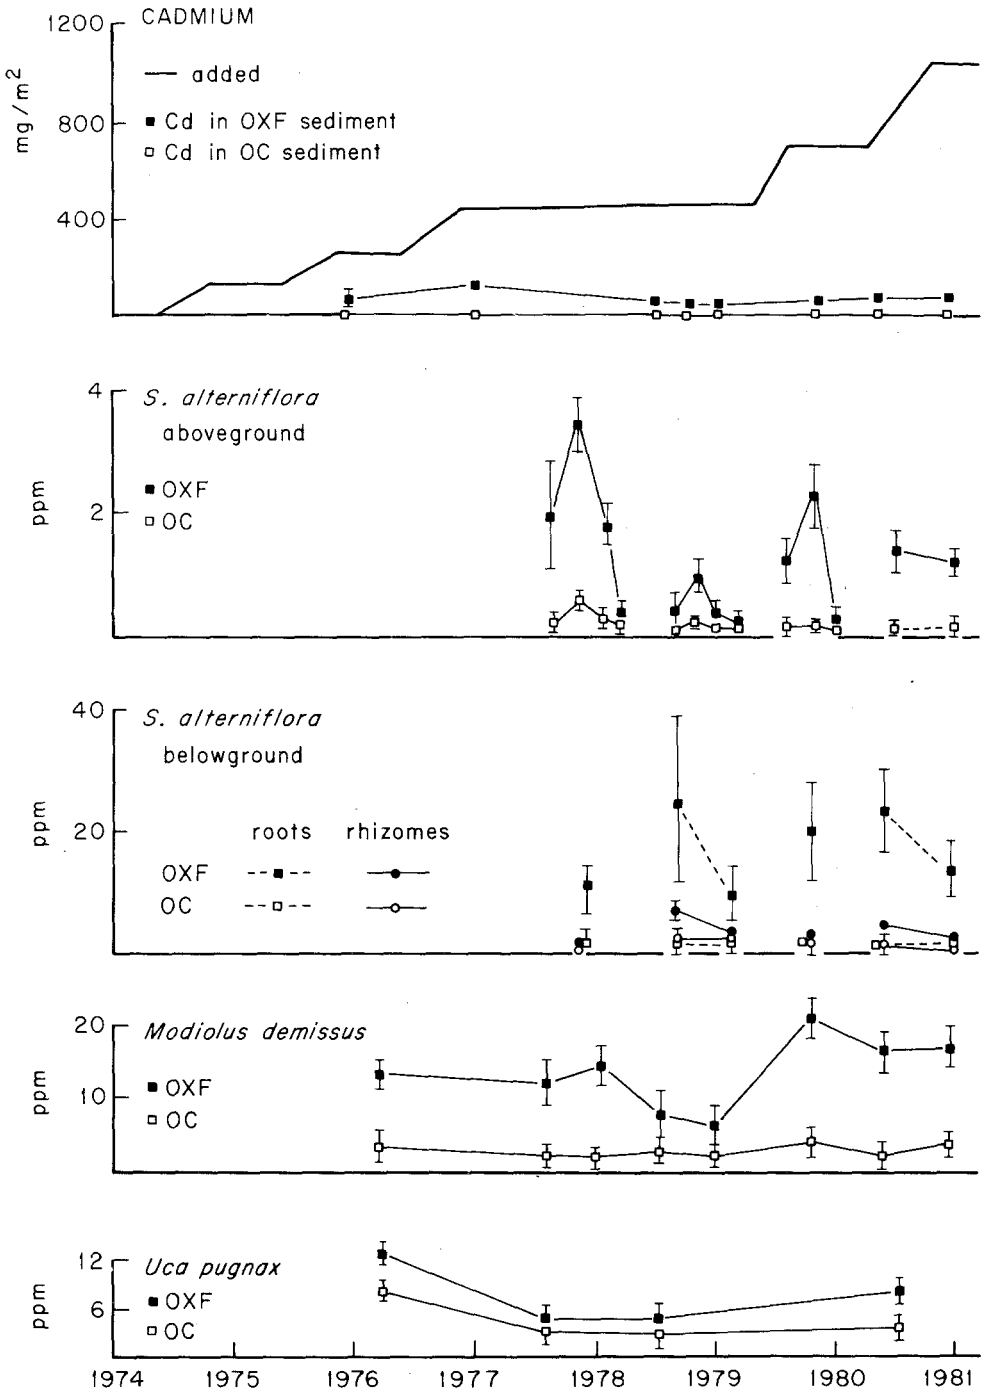 CADMIUM
1200
mg/m²
added
800
Cd in OXF sediment
Cd in OC sediment
400
4
S. alterniflora
aboveground
ppm
OXF
2
OC
40
S. alterniflora
belowground
ppm
20
roots rhizomes
OXF
OC
20
Modiolus demissus
ppm
OXF
10
OC
12
Uca pugnax
ppm
OXF
6
OC
1974 1975 1976 1977 1978 1979 1980 1981